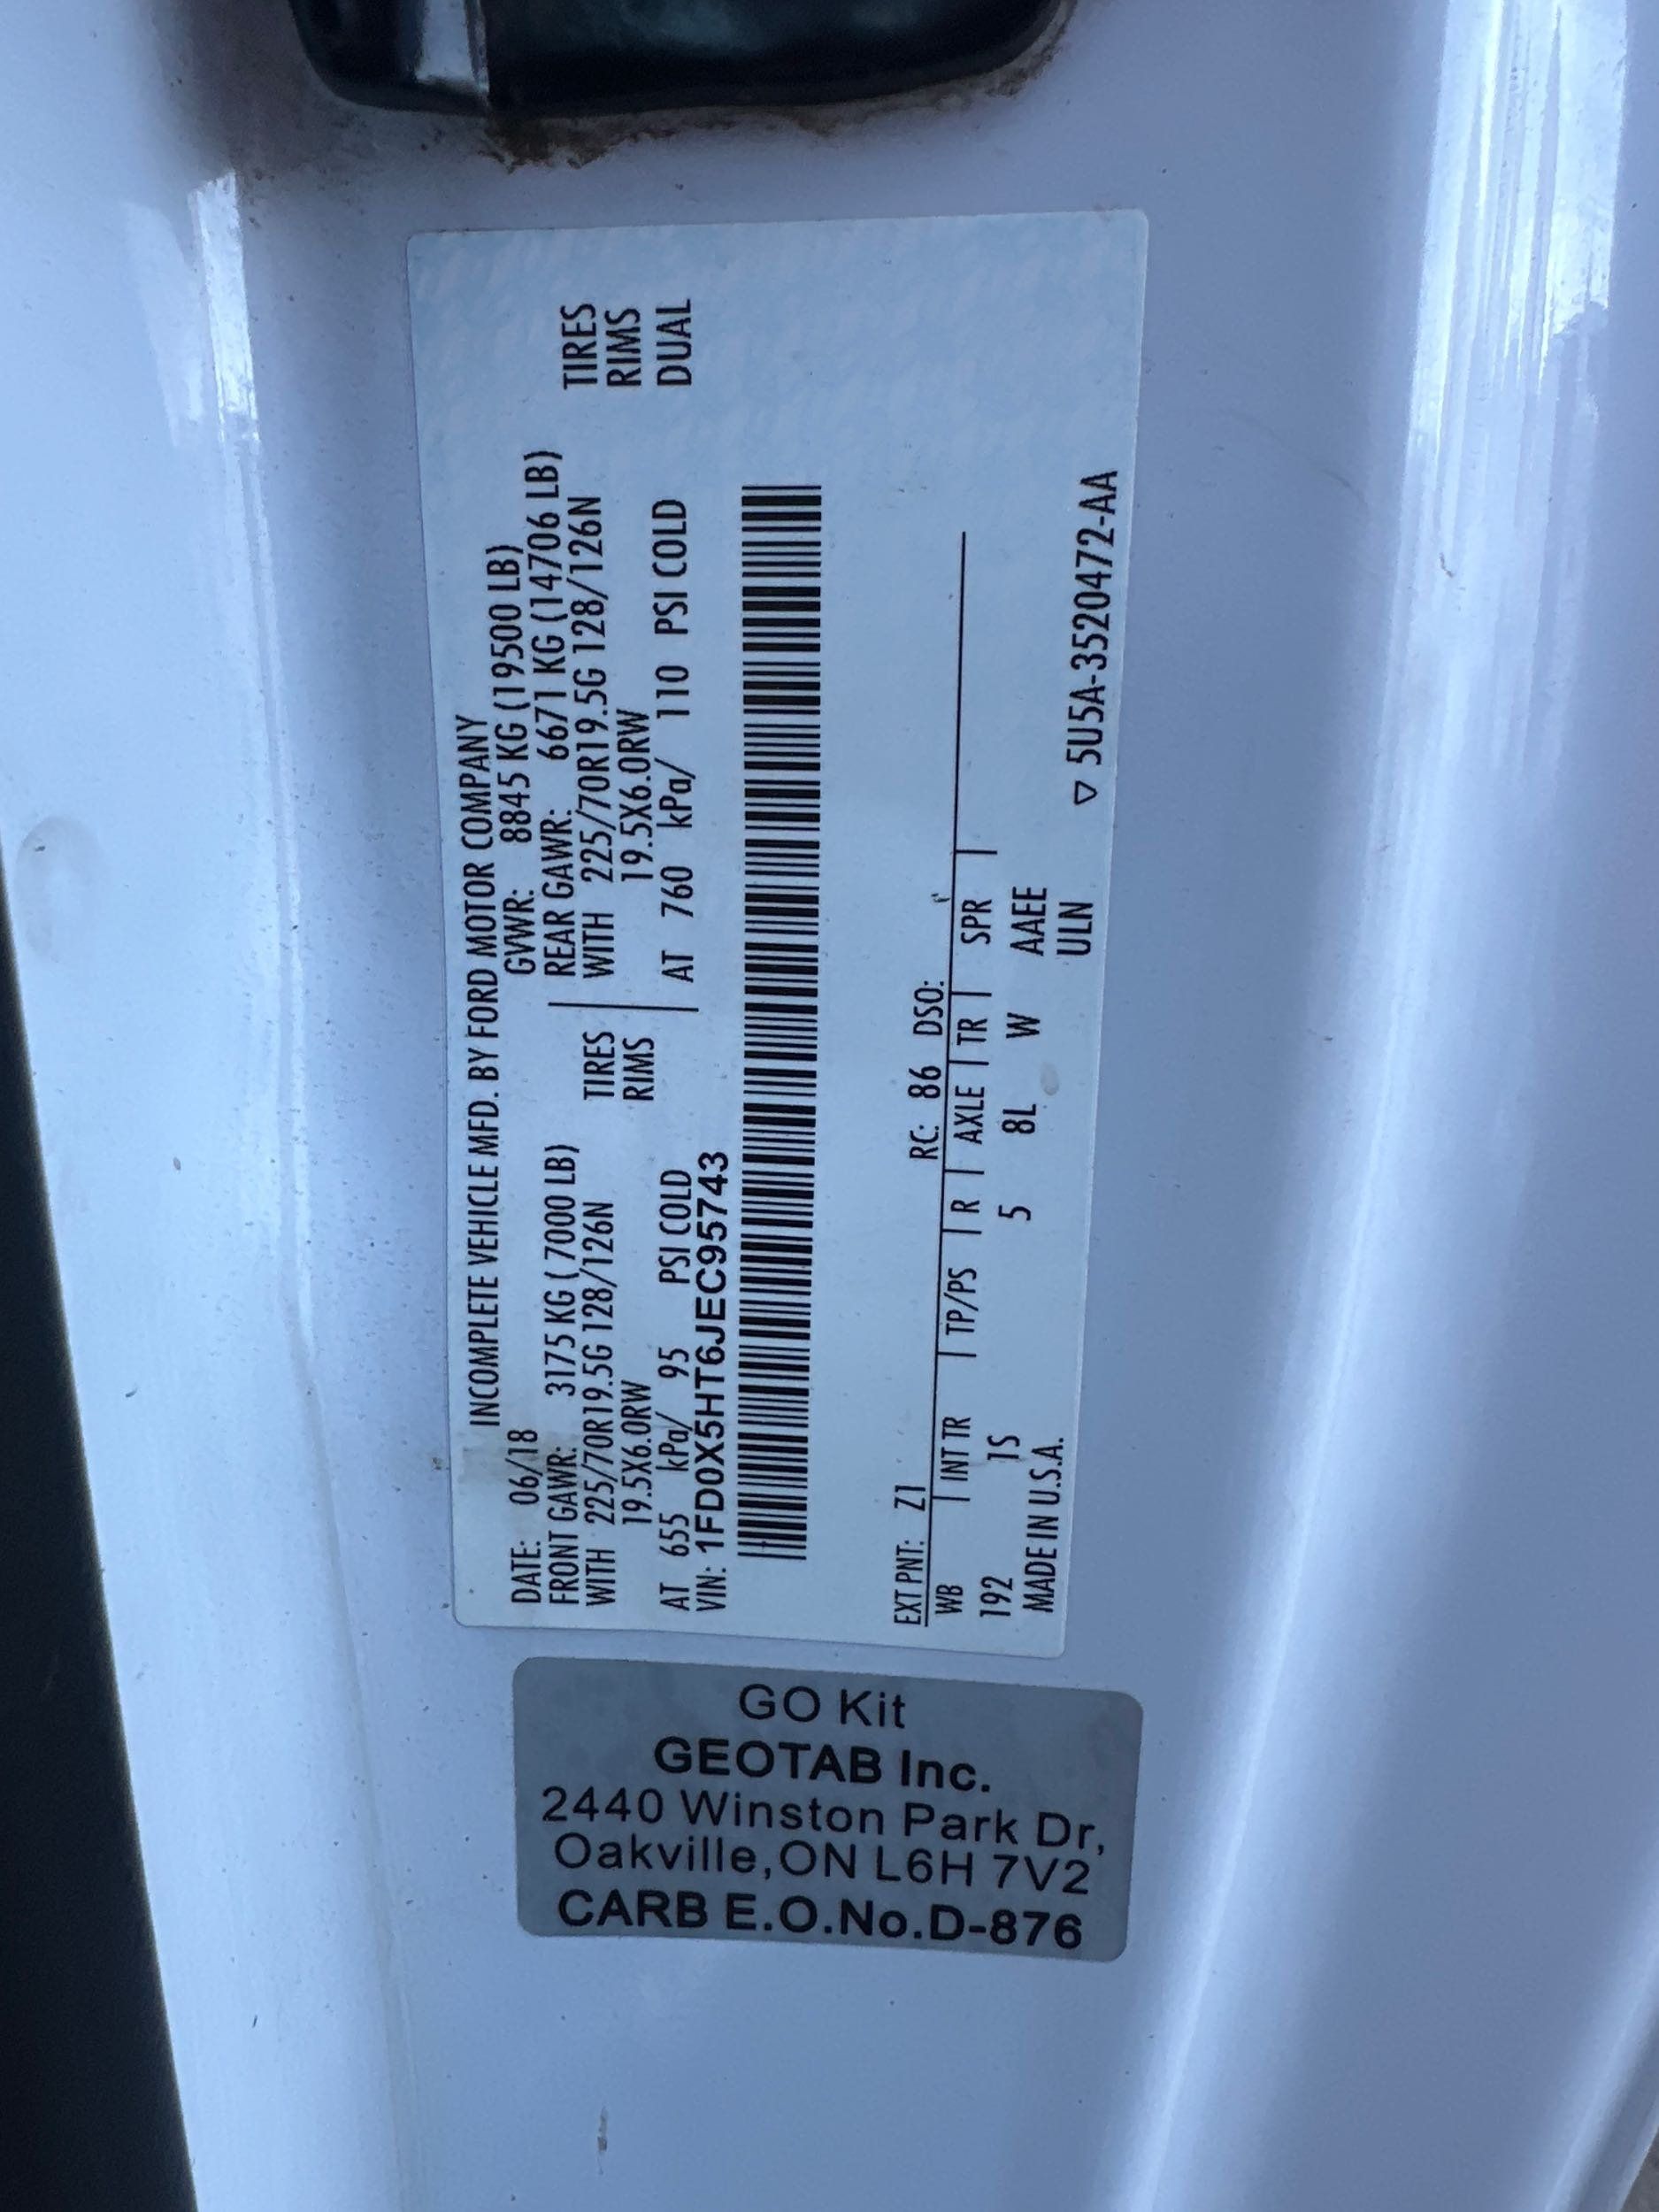 INCOMPLETE VEHICLE MFD. BY FORD MOTOR COMPANY
DATE: 06/18 GVWR: 8845 KG (19500 LB)
FRONT GAWR: 3175 KG ( 7000 LB) REAR GAWR: 6671 KG (14706 LB)
WITH 225/70R19.5G 128/126N TIRES WITH 225/70R19.5G 128/126N TIRES
19.5X6.0RW RIMS 19.5X6.0RW RIMS
AT 655 kPa/ 95 PSI COLD AT 760 kPa/ 110 PSI COLD DUAL
VIN: 1FD0X5HT6JEC95743
EXT PNT: Z1 RC: 86 DSO:
WB | INT TR | TP/PS | R | AXLE | TR | SPR |
192 1S 5 8L W AAEE
MADE IN U.S.A. ULN
▽ 5U5A-3520472-AA
GO Kit
GEOTAB Inc.
2440 Winston Park Dr,
Oakville,ON L6H 7V2
CARB E.O.No.D-876